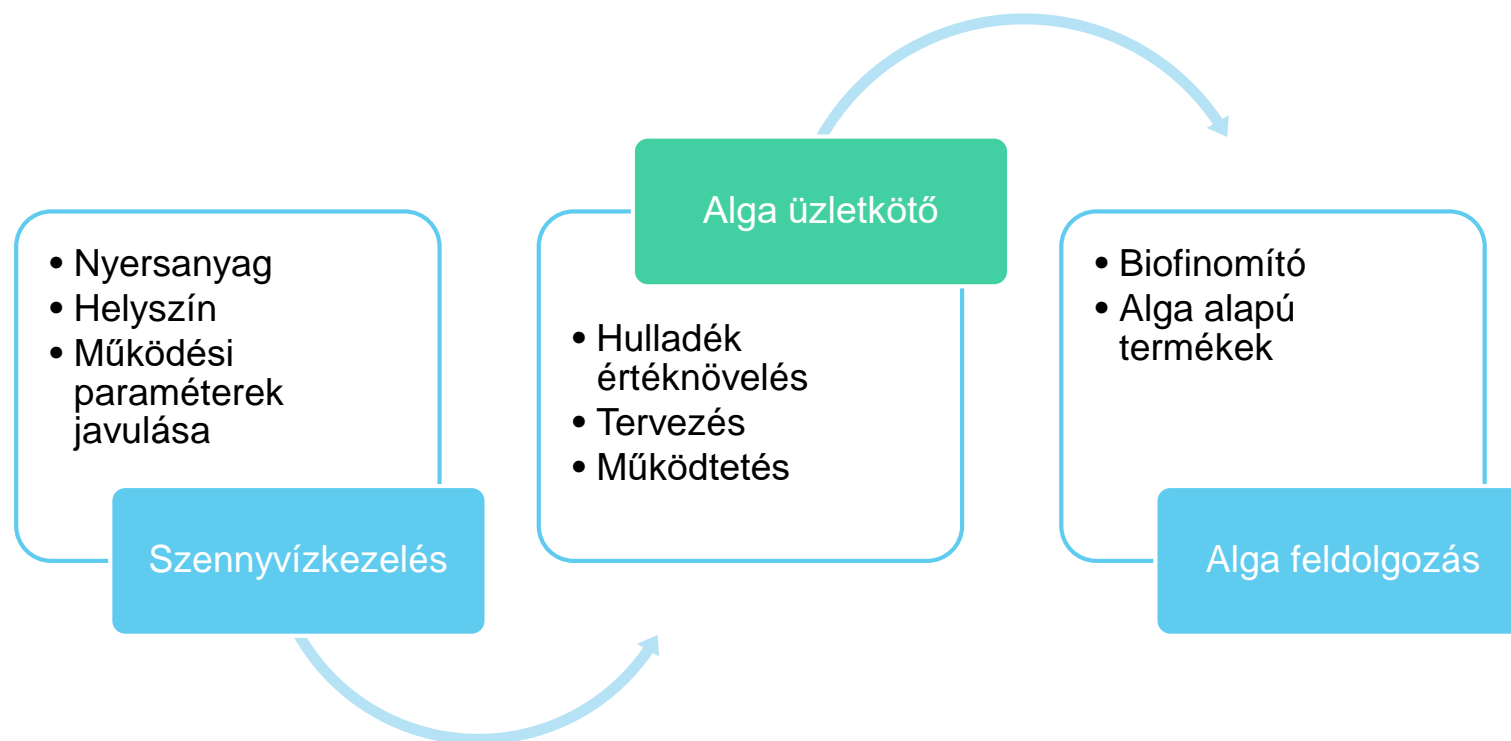 • Nyersanyag
• Helyszín
• Működési
paraméterek
javulása
Szennyvízkezelés
Alga üzletkötő
• Hulladék
értéknövelés
• Tervezés
• Működtetés
• Biofinomító
• Alga alapú
termékek
Alga feldolgozás